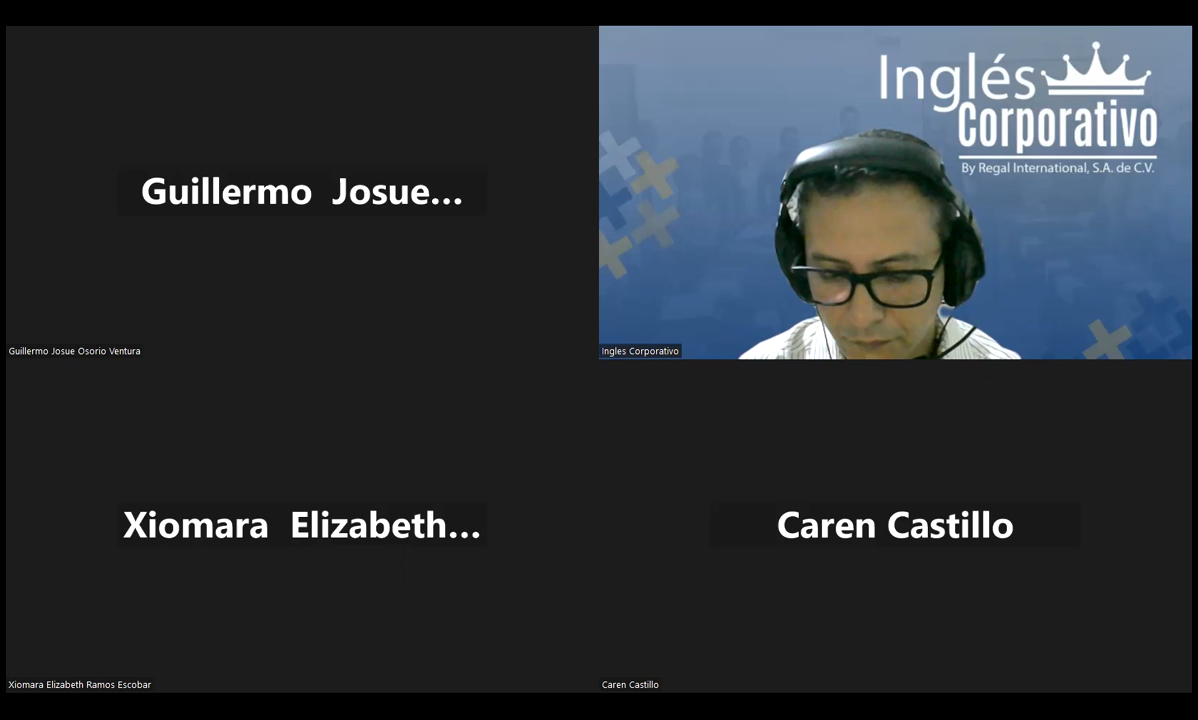 Guillermo Josue...
Guillermo Josue Osorio Ventura
Inglés
Corporativo
By Regal International, S.A. de C.V.
Ingles Corporativo
Xiomara Elizabeth...
Xiomara Elizabeth Ramos Escobar
Caren Castillo
Caren Castillo